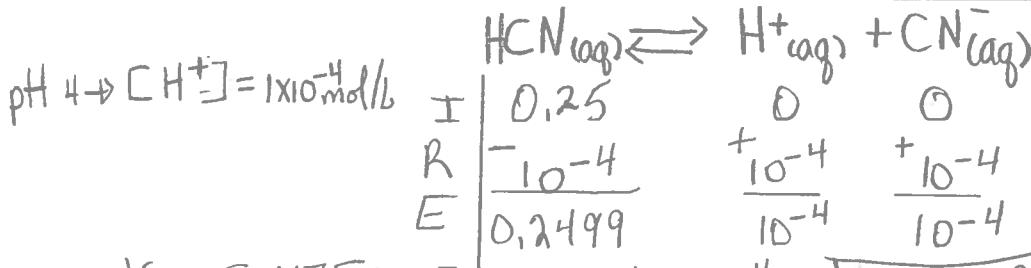 HCN(aq) ⇌ H⁺(aq) + CN⁻(aq)
pH 4 → [H⁺] = 1x10⁻⁴ mol/L
I 0.25 0 0
R - 10⁻⁴ + 10⁻⁴ + 10⁻⁴
E 0.2499 10⁻⁴ 10⁻⁴